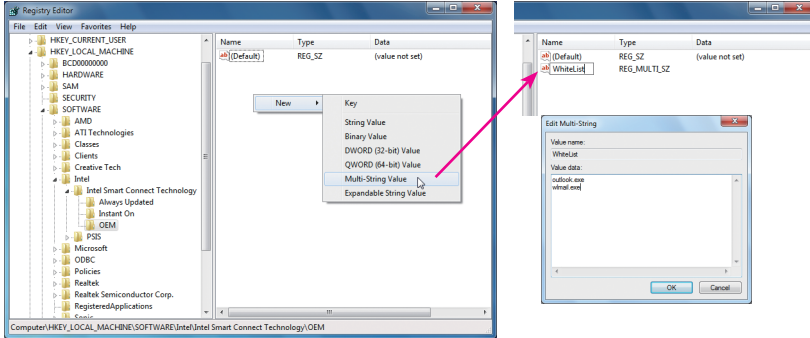 Registry Editor
File Edit View Favorites Help
HKEY_CURRENT_USER
HKEY_LOCAL_MACHINE
BCD00000000
HARDWARE
SAM
SECURITY
SOFTWARE
AMD
ATI Technologies
Classes
Clients
Creative Tech
Intel
Intel Smart Connect Technology
Always Updated
Instant On
OEM
PSIS
Microsoft
ODBC
Policies
Realtek
Realtek Semiconductor Corp.
RegisteredApplications
Sonic
Name Type Data
ab (Default) REG_SZ (value not set)
New
Key
String Value
Binary Value
DWORD (32-bit) Value
QWORD (64-bit) Value
Multi-String Value
Expandable String Value
Computer\HKEY_LOCAL_MACHINE\SOFTWARE\Intel\Intel Smart Connect Technology\OEM
Name Type Data
ab (Default) REG_SZ (value not set)
ab WhiteList REG_MULTI_SZ
Edit Multi-String
Value name:
WhiteList
Value data:
outlook.exe
wlmail.exe
OK Cancel